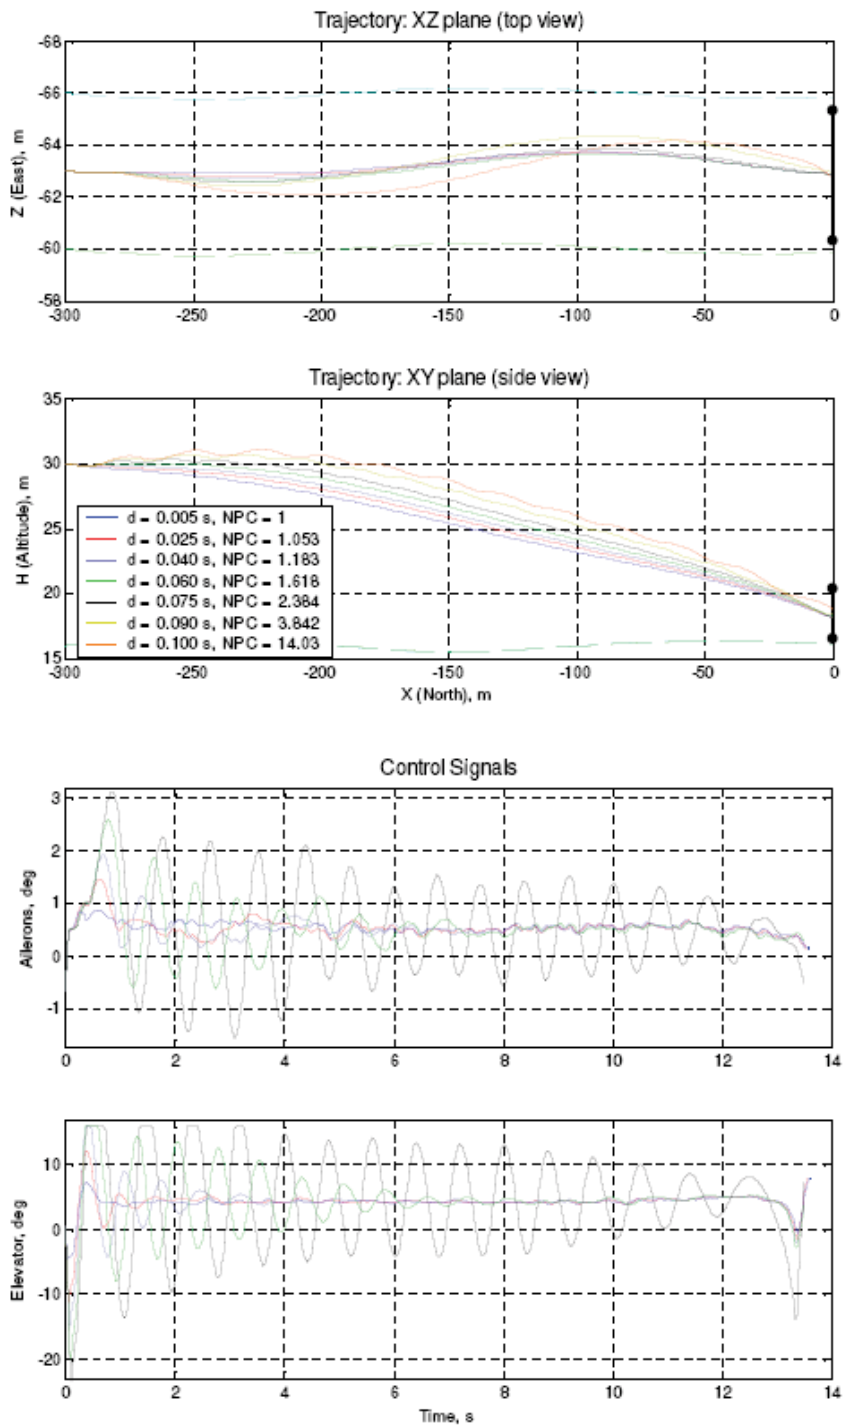 Trajectory: XZ plane (top view)
Z (East), m
-68
-66
-64
-62
-60
-58
-300 -250 -200 -150 -100 -50 0
Trajectory: XY plane (side view)
H (Altitude), m
35
30
25
20
15
d = 0.005 s, NPC = 1
d = 0.025 s, NPC = 1.053
d = 0.040 s, NPC = 1.183
d = 0.060 s, NPC = 1.618
d = 0.075 s, NPC = 2.384
d = 0.090 s, NPC = 3.842
d = 0.100 s, NPC = 14.03
-300 -250 -200 -150 -100 -50 0
X (North), m
Control Signals
Ailerons, deg
3
2
1
0
-1
0 2 4 6 8 10 12 14
Elevator, deg
10
0
-10
-20
0 2 4 6 8 10 12 14
Time, s